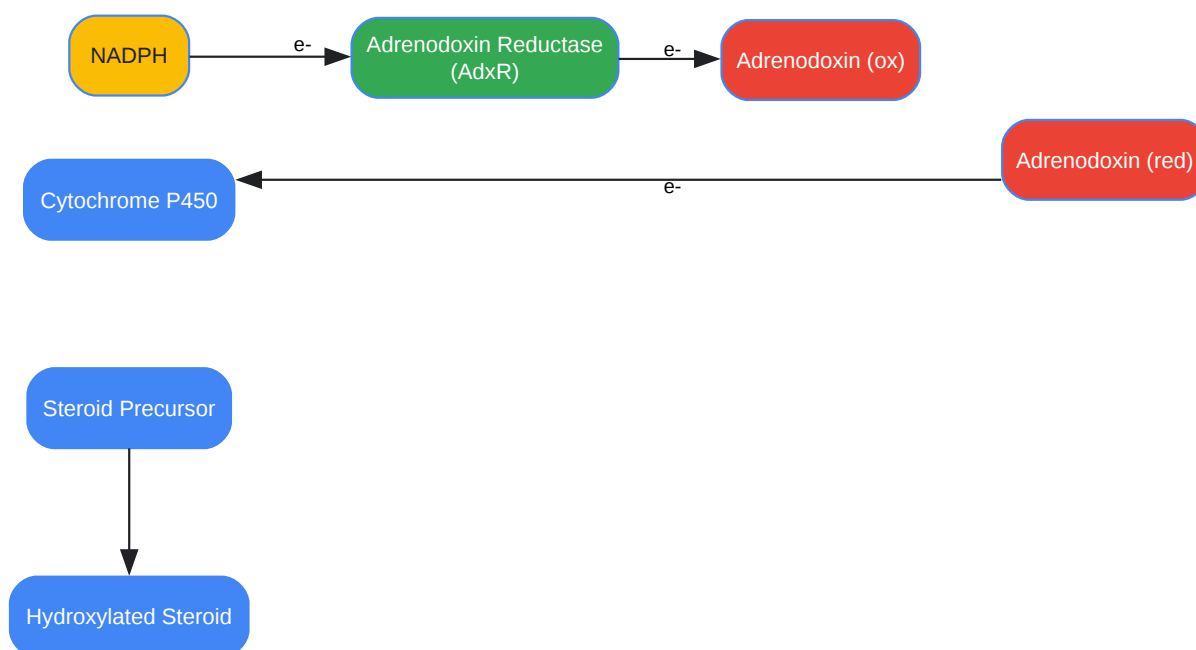 NADPH
e-
Adrenodoxin Reductase
(AdxR)
e-
Adrenodoxin (ox)
Adrenodoxin (red)
e-
Cytochrome P450
Steroid Precursor
Hydroxylated Steroid